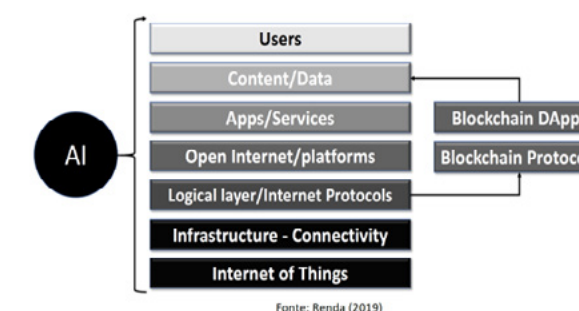 Users
Content/Data
Apps/Services
Blockchain DApp
AI
Open Internet/platforms
Blockchain
Logical layer/Internet Protocols
Infrastructure - Connectivity
Internet of Things
Fonte: Renda (2019)